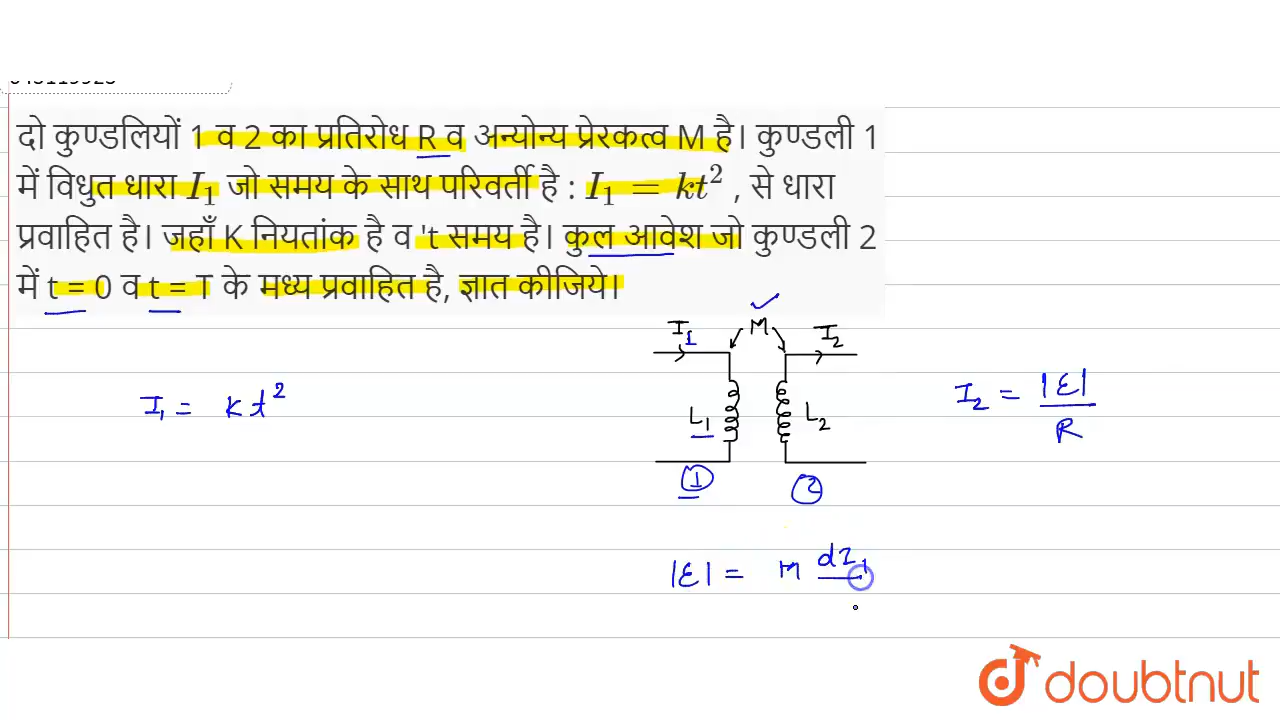 दो कुण्डलियों 1 व 2 का प्रतिरोध R व अन्योन्य प्रेरकत्व M है। कुण्डली 1
में विधुत धारा I₁ जो समय के साथ परिवर्ती है : I₁ = kt² , से धारा
प्रवाहित है। जहाँ K नियतांक है व 't समय है। कुल आवेश जो कुण्डली 2
में t = 0 व t = T के मध्य प्रवाहित है, ज्ञात कीजिये।
I₁ M I₂
I₁ = kt²
L₁ L₂
I₂ = |ε| / R
1 2
|ε| = M dI₁
doubtnut